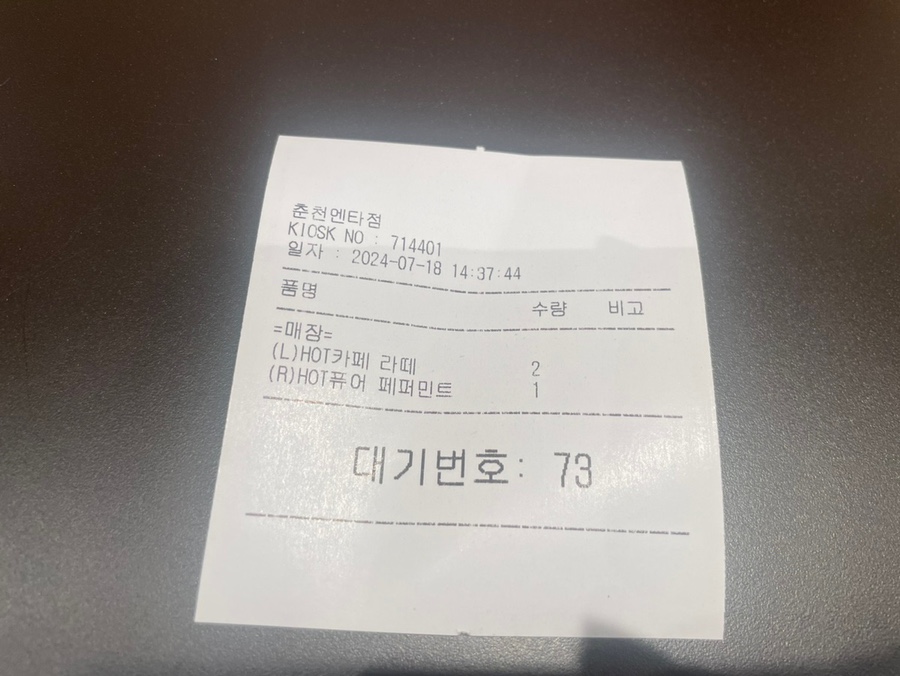 춘천엔타점
KIOSK NO : 714401
일자 : 2024-07-18 14:37:44
품명 수량 비고
=매장=
(L)HOT카페 라떼 2
(R)HOT퓨어 페퍼민트 1
대기번호: 73